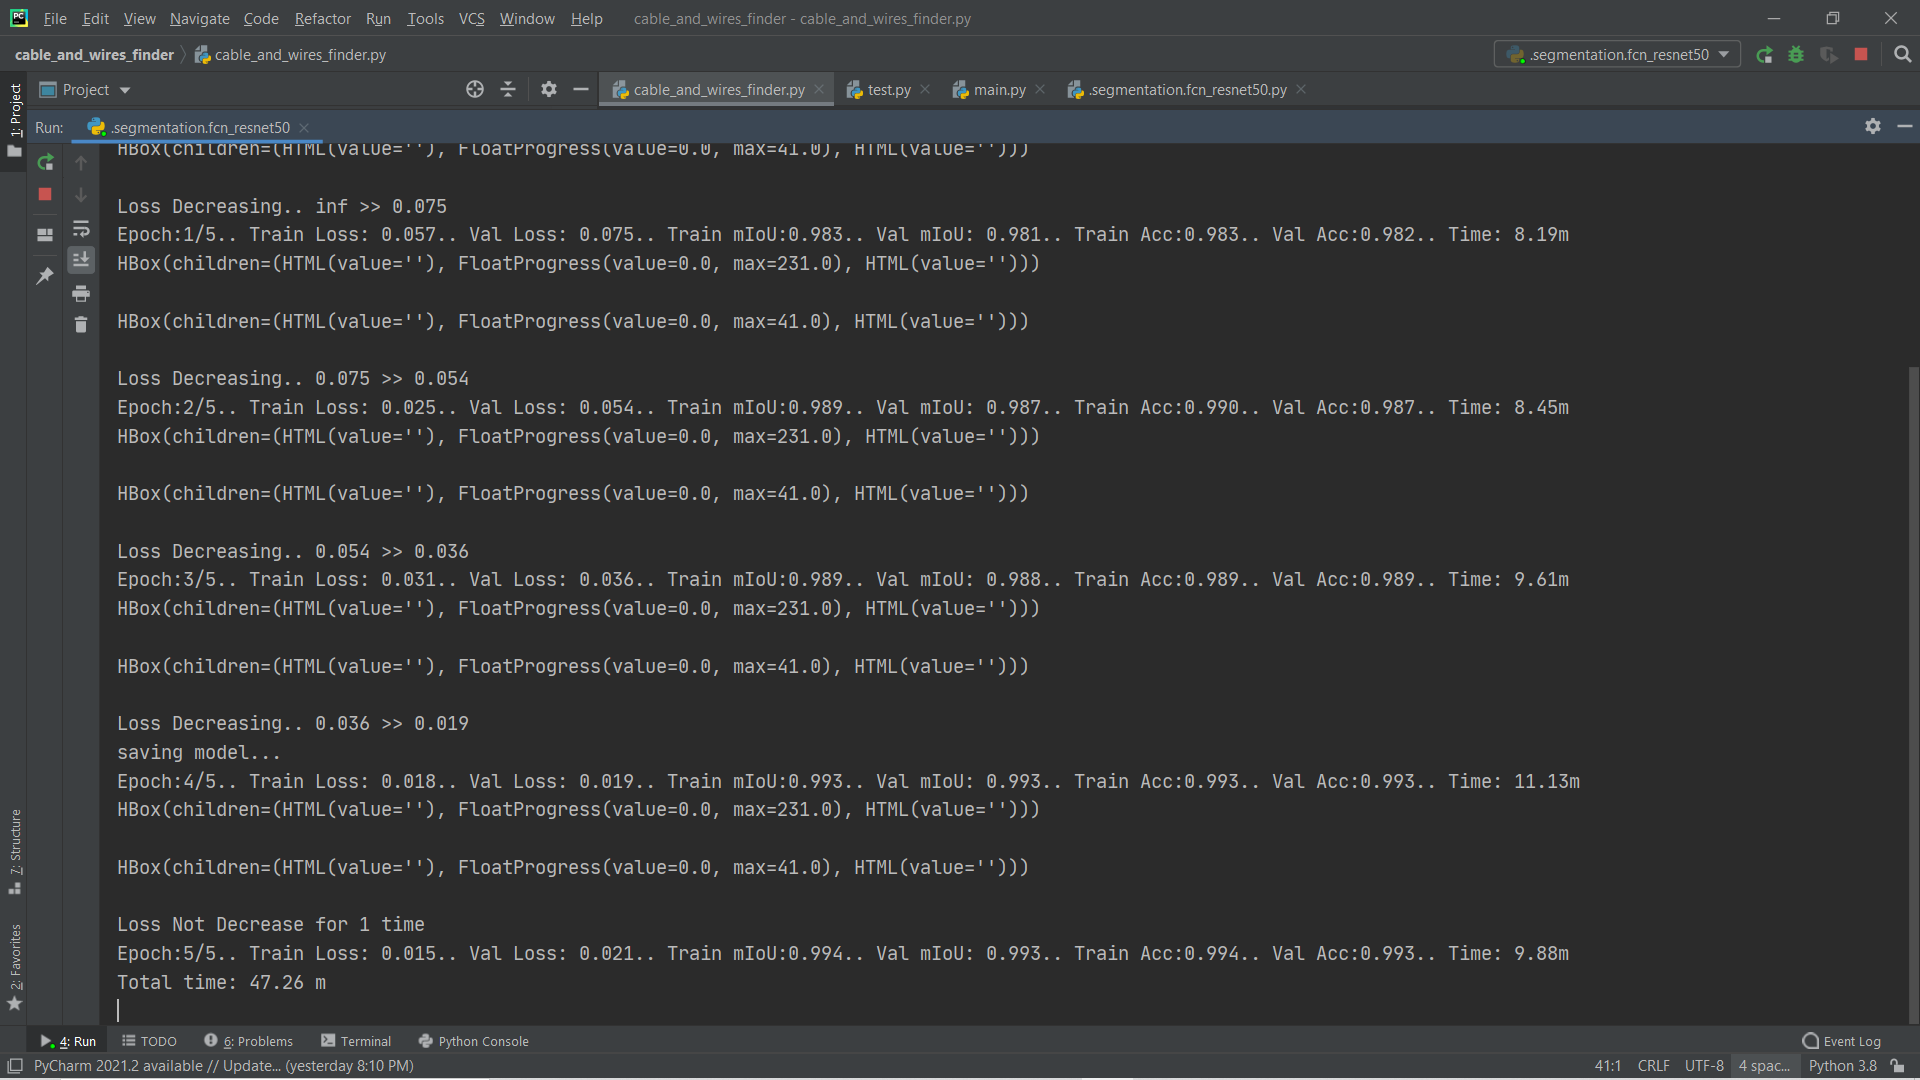 PC File Edit View Navigate Code Refactor Run Tools VCS Window Help cable_and_wires_finder - cable_and_wires_finder.py
cable_and_wires_finder cable_and_wires_finder.py .segmentation.fcn_resnet50
1: Project
Project cable_and_wires_finder.py test.py main.py .segmentation.fcn_resnet50.py
Run: .segmentation.fcn_resnet50
HBox(children=(HTML(value=''), FloatProgress(value=0.0, max=41.0), HTML(value='')))
Loss Decreasing.. inf >> 0.075
Epoch:1/5.. Train Loss: 0.057.. Val Loss: 0.075.. Train mIoU:0.983.. Val mIoU: 0.981.. Train Acc:0.983.. Val Acc:0.982.. Time: 8.19m
HBox(children=(HTML(value=''), FloatProgress(value=0.0, max=231.0), HTML(value='')))
HBox(children=(HTML(value=''), FloatProgress(value=0.0, max=41.0), HTML(value='')))
Loss Decreasing.. 0.075 >> 0.054
Epoch:2/5.. Train Loss: 0.025.. Val Loss: 0.054.. Train mIoU:0.989.. Val mIoU: 0.987.. Train Acc:0.990.. Val Acc:0.987.. Time: 8.45m
HBox(children=(HTML(value=''), FloatProgress(value=0.0, max=231.0), HTML(value='')))
HBox(children=(HTML(value=''), FloatProgress(value=0.0, max=41.0), HTML(value='')))
Loss Decreasing.. 0.054 >> 0.036
Epoch:3/5.. Train Loss: 0.031.. Val Loss: 0.036.. Train mIoU:0.989.. Val mIoU: 0.988.. Train Acc:0.989.. Val Acc:0.989.. Time: 9.61m
HBox(children=(HTML(value=''), FloatProgress(value=0.0, max=231.0), HTML(value='')))
HBox(children=(HTML(value=''), FloatProgress(value=0.0, max=41.0), HTML(value='')))
Loss Decreasing.. 0.036 >> 0.019
saving model...
Epoch:4/5.. Train Loss: 0.018.. Val Loss: 0.019.. Train mIoU:0.993.. Val mIoU: 0.993.. Train Acc:0.993.. Val Acc:0.993.. Time: 11.13m
HBox(children=(HTML(value=''), FloatProgress(value=0.0, max=231.0), HTML(value='')))
HBox(children=(HTML(value=''), FloatProgress(value=0.0, max=41.0), HTML(value='')))
Loss Not Decrease for 1 time
Epoch:5/5.. Train Loss: 0.015.. Val Loss: 0.021.. Train mIoU:0.994.. Val mIoU: 0.993.. Train Acc:0.994.. Val Acc:0.993.. Time: 9.88m
Total time: 47.26 m
7: Structure
2: Favorites
4: Run TODO 6: Problems Terminal Python Console Event Log
PyCharm 2021.2 available // Update... (yesterday 8:10 PM) 41:1 CRLF UTF-8 4 spac... Python 3.8